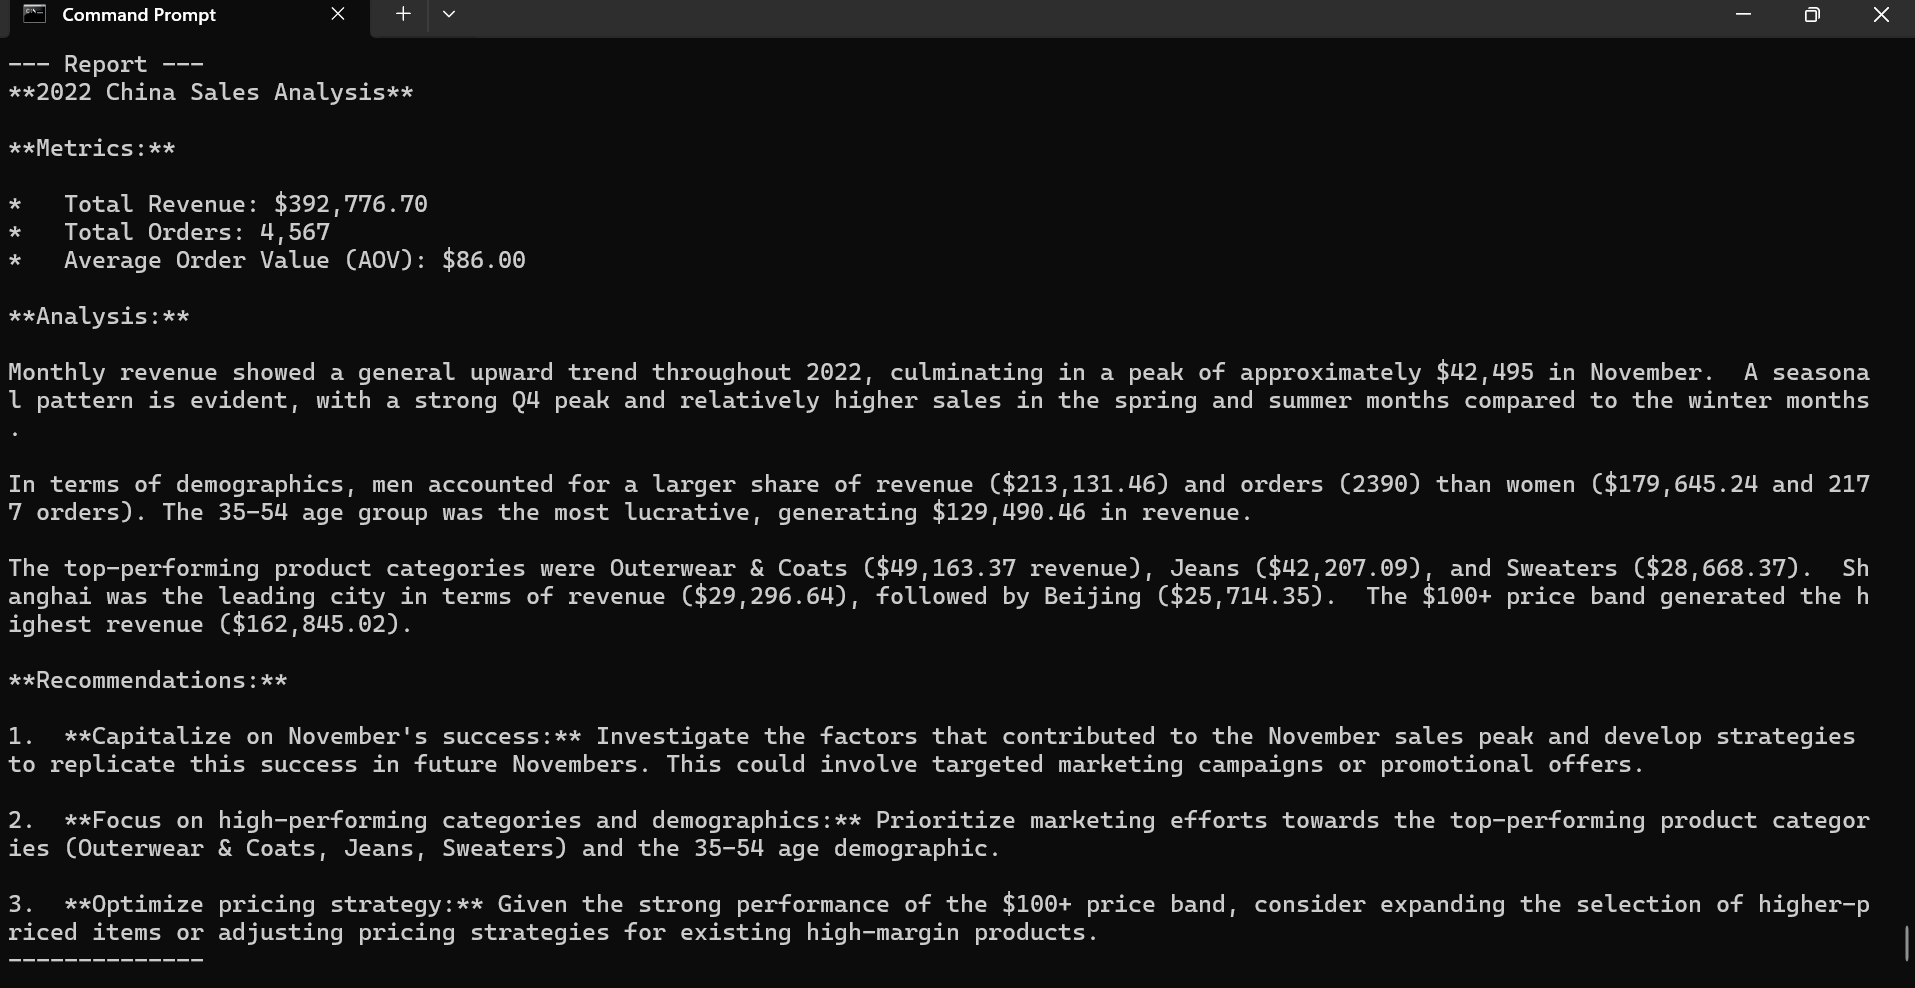 Command Prompt
--- Report ---
**2022 China Sales Analysis**
**Metrics:**
*   Total Revenue: $392,776.70
*   Total Orders: 4,567
*   Average Order Value (AOV): $86.00
**Analysis:**
Monthly revenue showed a general upward trend throughout 2022, culminating in a peak of approximately $42,495 in November.  A seasona
l pattern is evident, with a strong Q4 peak and relatively higher sales in the spring and summer months compared to the winter months
.
In terms of demographics, men accounted for a larger share of revenue ($213,131.46) and orders (2390) than women ($179,645.24 and 217
7 orders). The 35-54 age group was the most lucrative, generating $129,490.46 in revenue.
The top-performing product categories were Outerwear & Coats ($49,163.37 revenue), Jeans ($42,207.09), and Sweaters ($28,668.37).  Sh
anghai was the leading city in terms of revenue ($29,296.64), followed by Beijing ($25,714.35).  The $100+ price band generated the h
ighest revenue ($162,845.02).
**Recommendations:**
1.  **Capitalize on November's success:** Investigate the factors that contributed to the November sales peak and develop strategies
to replicate this success in future Novembers. This could involve targeted marketing campaigns or promotional offers.
2.  **Focus on high-performing categories and demographics:** Prioritize marketing efforts towards the top-performing product categor
ies (Outerwear & Coats, Jeans, Sweaters) and the 35-54 age demographic.
3.  **Optimize pricing strategy:** Given the strong performance of the $100+ price band, consider expanding the selection of higher-p
riced items or adjusting pricing strategies for existing high-margin products.
--------------